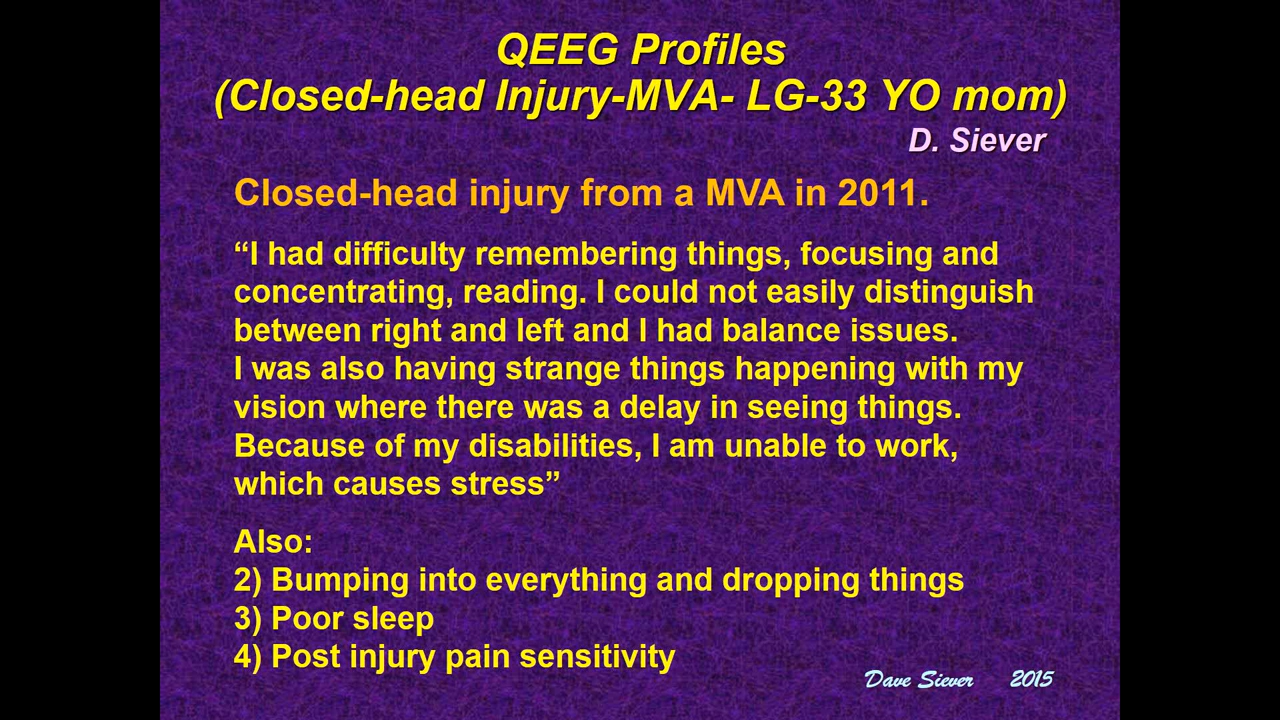 QEEG Profiles
(Closed-head Injury-MVA- LG-33 YO mom)
D. Siever
Closed-head injury from a MVA in 2011.
“I had difficulty remembering things, focusing and
concentrating, reading. I could not easily distinguish
between right and left and I had balance issues.
I was also having strange things happening with my
vision where there was a delay in seeing things.
Because of my disabilities, I am unable to work,
which causes stress”
Also:
2) Bumping into everything and dropping things
3) Poor sleep
4) Post injury pain sensitivity
Dave Siever 2015